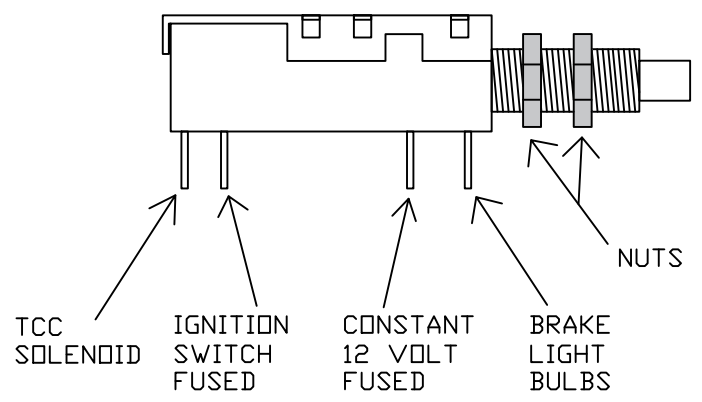 NUTS
TCC
SOLENOID
IGNITION
SWITCH
FUSED
CONSTANT
12 VOLT
FUSED
BRAKE
LIGHT
BULBS